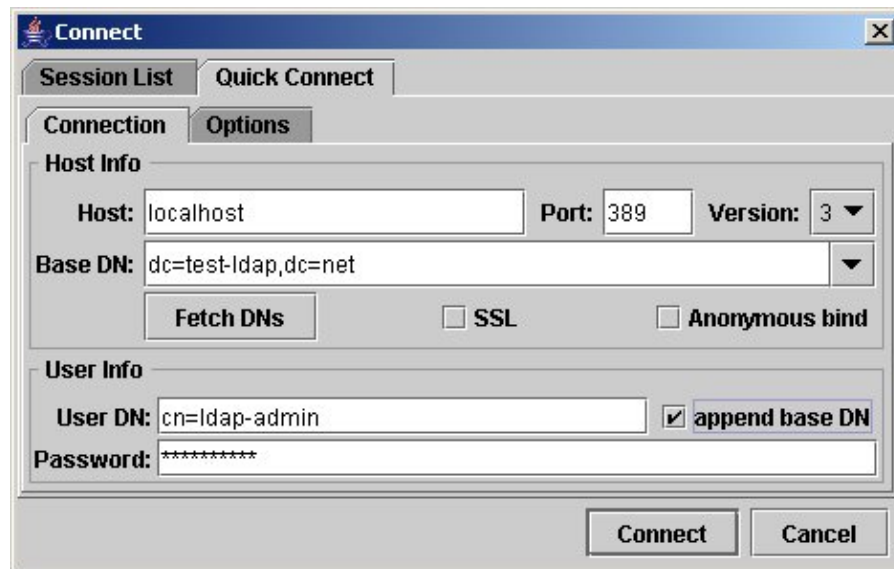 Connect
Session List Quick Connect
Connection Options
Host Info
Host: localhost Port: 389 Version: 3
Base DN: dc=test-ldap,dc=net
Fetch DNs SSL Anonymous bind
User Info
User DN: cn=ldap-admin append base DN
Password: **********
Connect Cancel